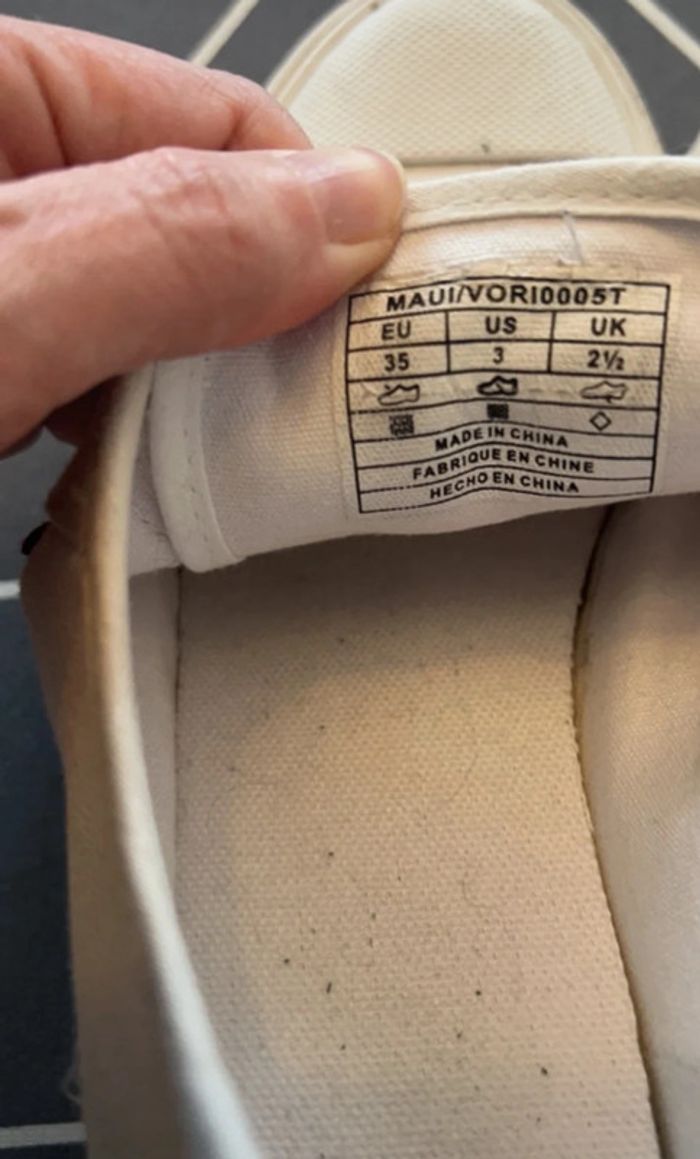 MAUI/VORI0005T
EU US UK
35 3 2½
MADE IN CHINA
FABRIQUE EN CHINE
HECHO EN CHINA